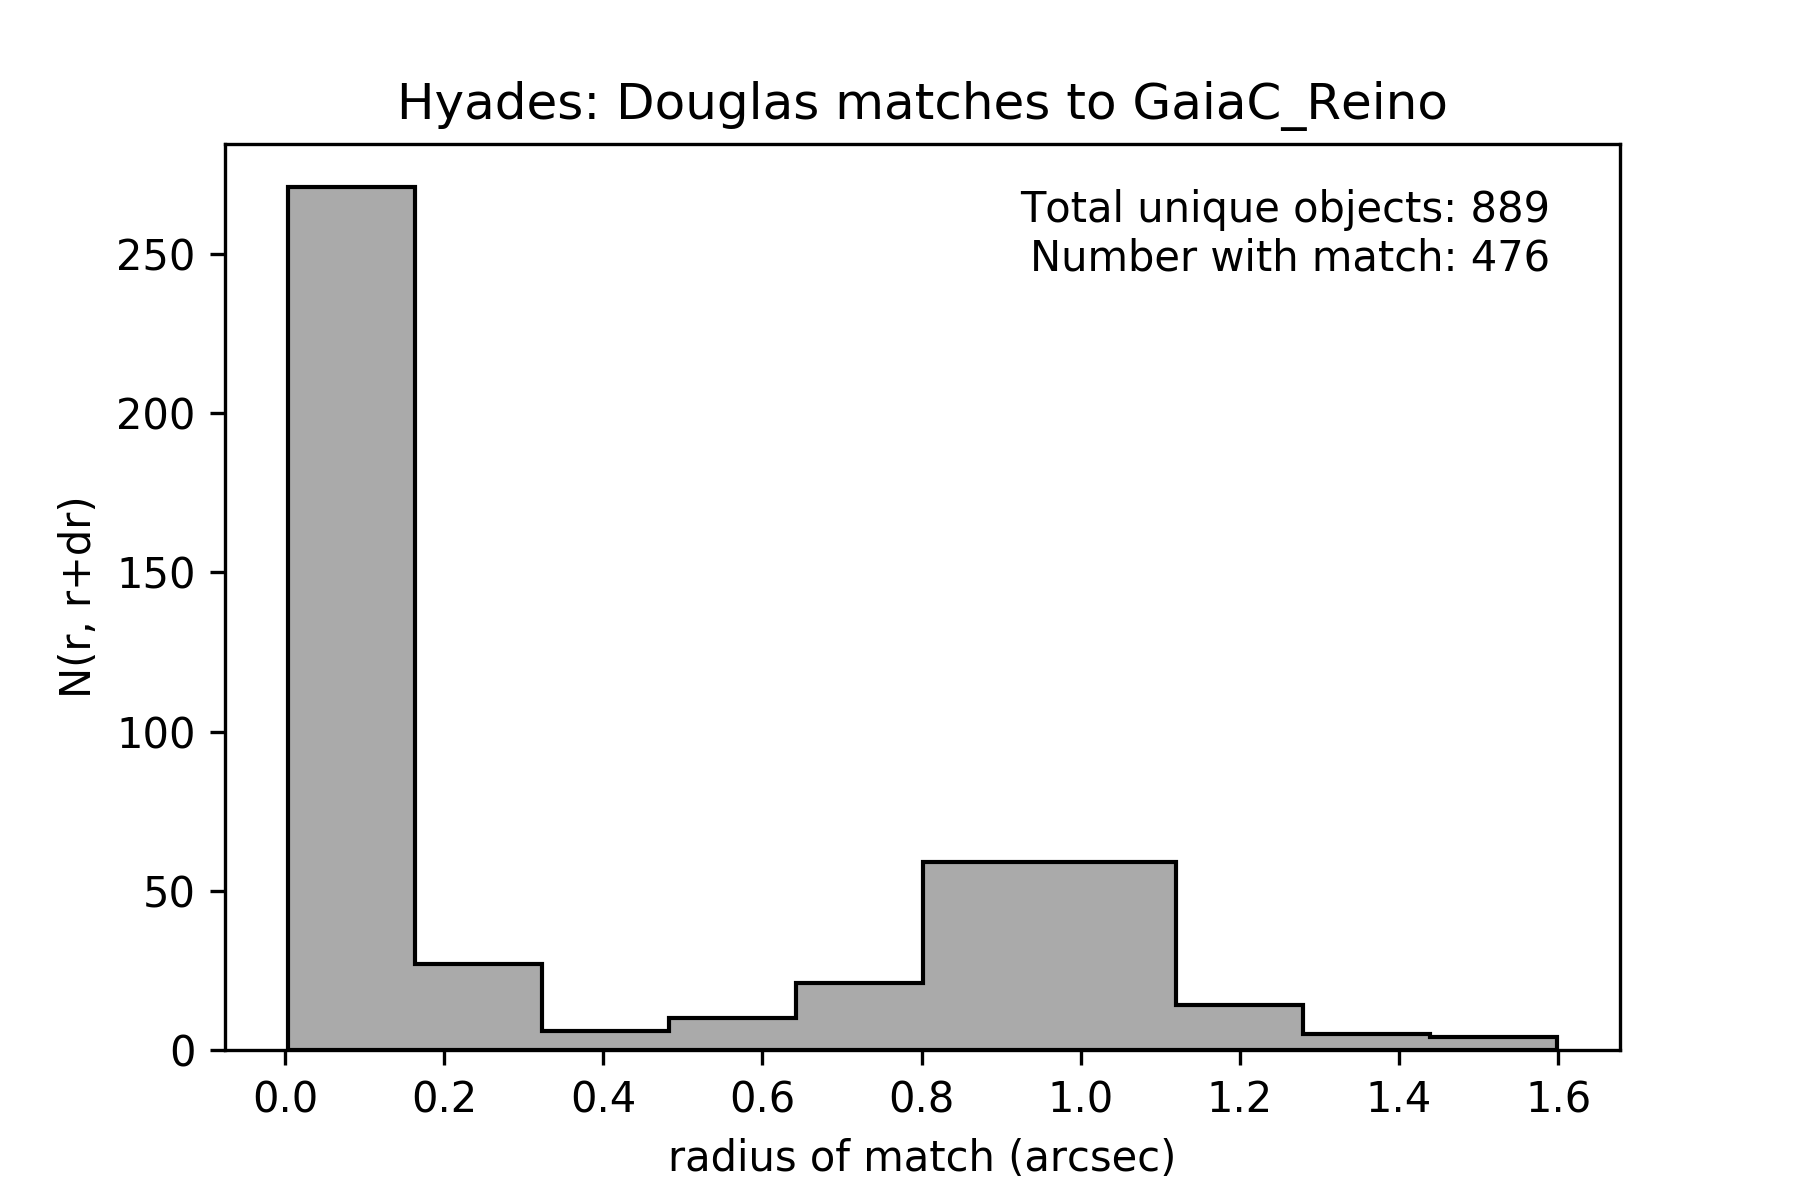 Hyades: Douglas matches to GaiaC_Reino
Total unique objects: 889
Number with match: 476
N(r, r+dr)
250
200
150
100
50
0
0.0 0.2 0.4 0.6 0.8 1.0 1.2 1.4 1.6
radius of match (arcsec)